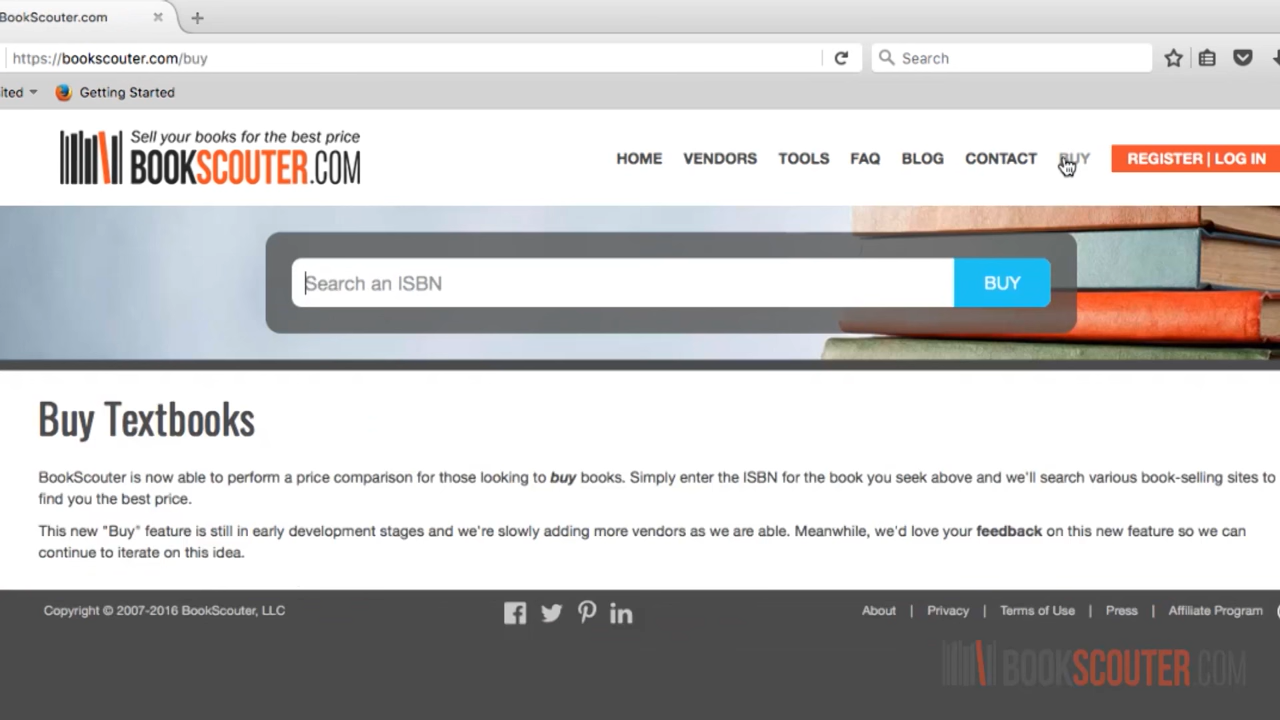 BookScouter.com
https://bookscouter.com/buy
Search
ited
Getting Started
Sell your books for the best price
BOOKSCOUTER.COM
HOME VENDORS TOOLS FAQ BLOG CONTACT BUY REGISTER | LOG IN
Search an ISBN
BUY
Buy Textbooks
BookScouter is now able to perform a price comparison for those looking to buy books. Simply enter the ISBN for the book you seek above and we'll search various book-selling sites to
find you the best price.
This new "Buy" feature is still in early development stages and we're slowly adding more vendors as we are able. Meanwhile, we'd love your feedback on this new feature so we can
continue to iterate on this idea.
Copyright © 2007-2016 BookScouter, LLC
About | Privacy | Terms of Use | Press | Affiliate Program
BOOKSCOUTER.COM